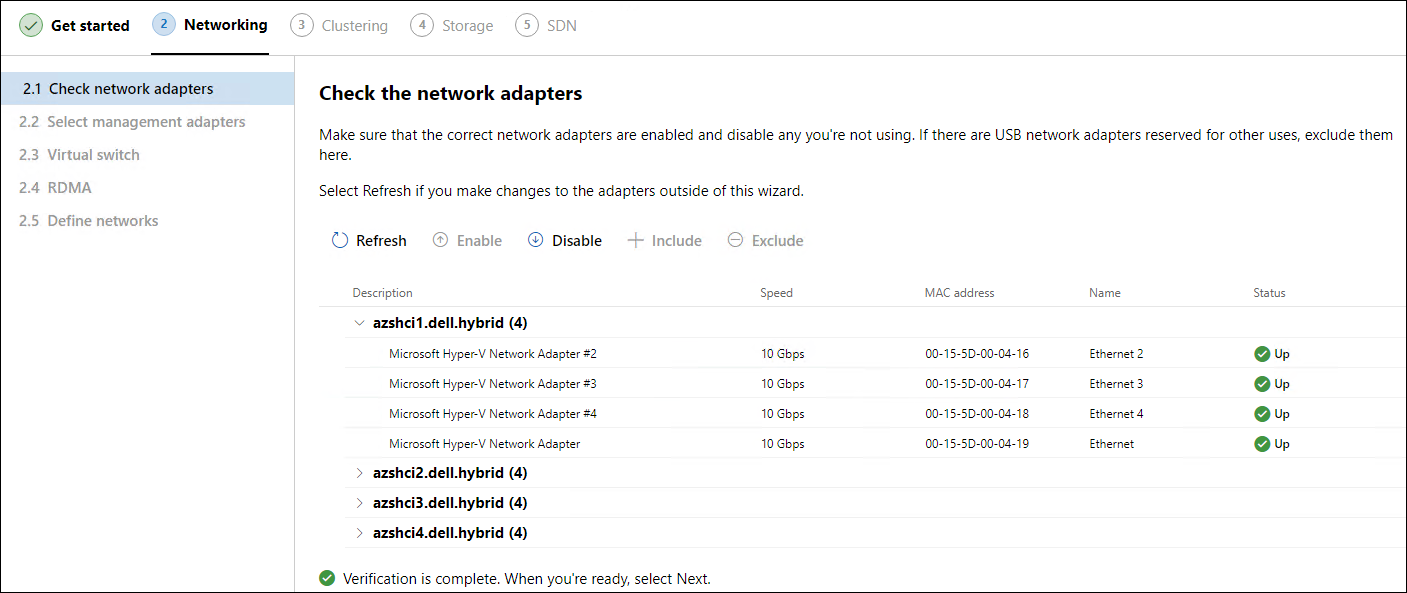 Get started 2 Networking 3 Clustering 4 Storage 5 SDN
2.1 Check network adapters
2.2 Select management adapters
2.3 Virtual switch
2.4 RDMA
2.5 Define networks
Check the network adapters
Make sure that the correct network adapters are enabled and disable any you're not using. If there are USB network adapters reserved for other uses, exclude them
here.
Select Refresh if you make changes to the adapters outside of this wizard.
Refresh Enable Disable Include Exclude
Description Speed MAC address Name Status
azshci1.dell.hybrid (4)
Microsoft Hyper-V Network Adapter #2 10 Gbps 00-15-5D-00-04-16 Ethernet 2 Up
Microsoft Hyper-V Network Adapter #3 10 Gbps 00-15-5D-00-04-17 Ethernet 3 Up
Microsoft Hyper-V Network Adapter #4 10 Gbps 00-15-5D-00-04-18 Ethernet 4 Up
Microsoft Hyper-V Network Adapter 10 Gbps 00-15-5D-00-04-19 Ethernet Up
azshci2.dell.hybrid (4)
azshci3.dell.hybrid (4)
azshci4.dell.hybrid (4)
Verification is complete. When you're ready, select Next.